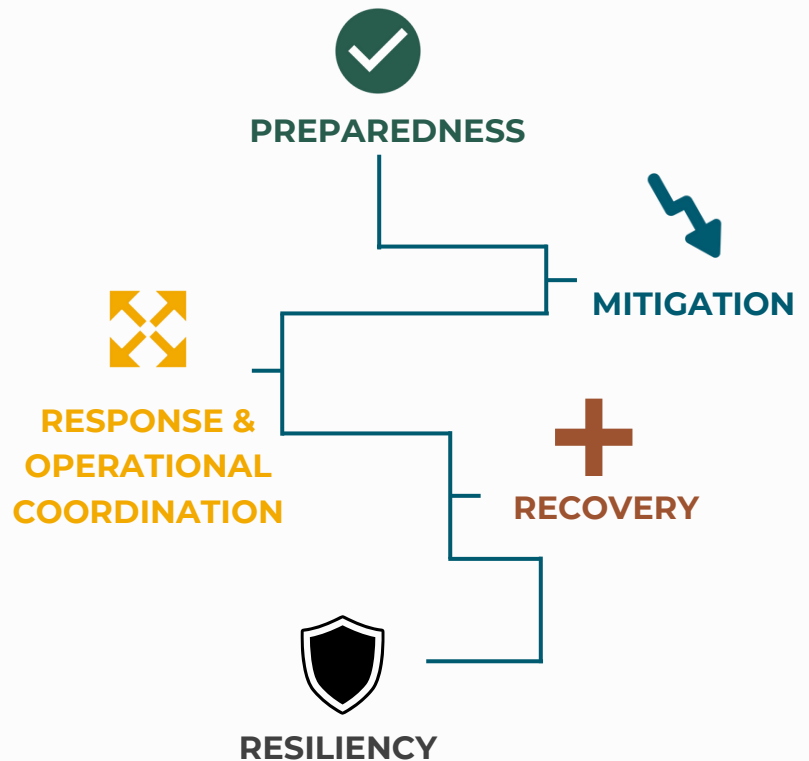 PREPAREDNESS
MITIGATION
RESPONSE &
OPERATIONAL
COORDINATION
RECOVERY
RESILIENCY